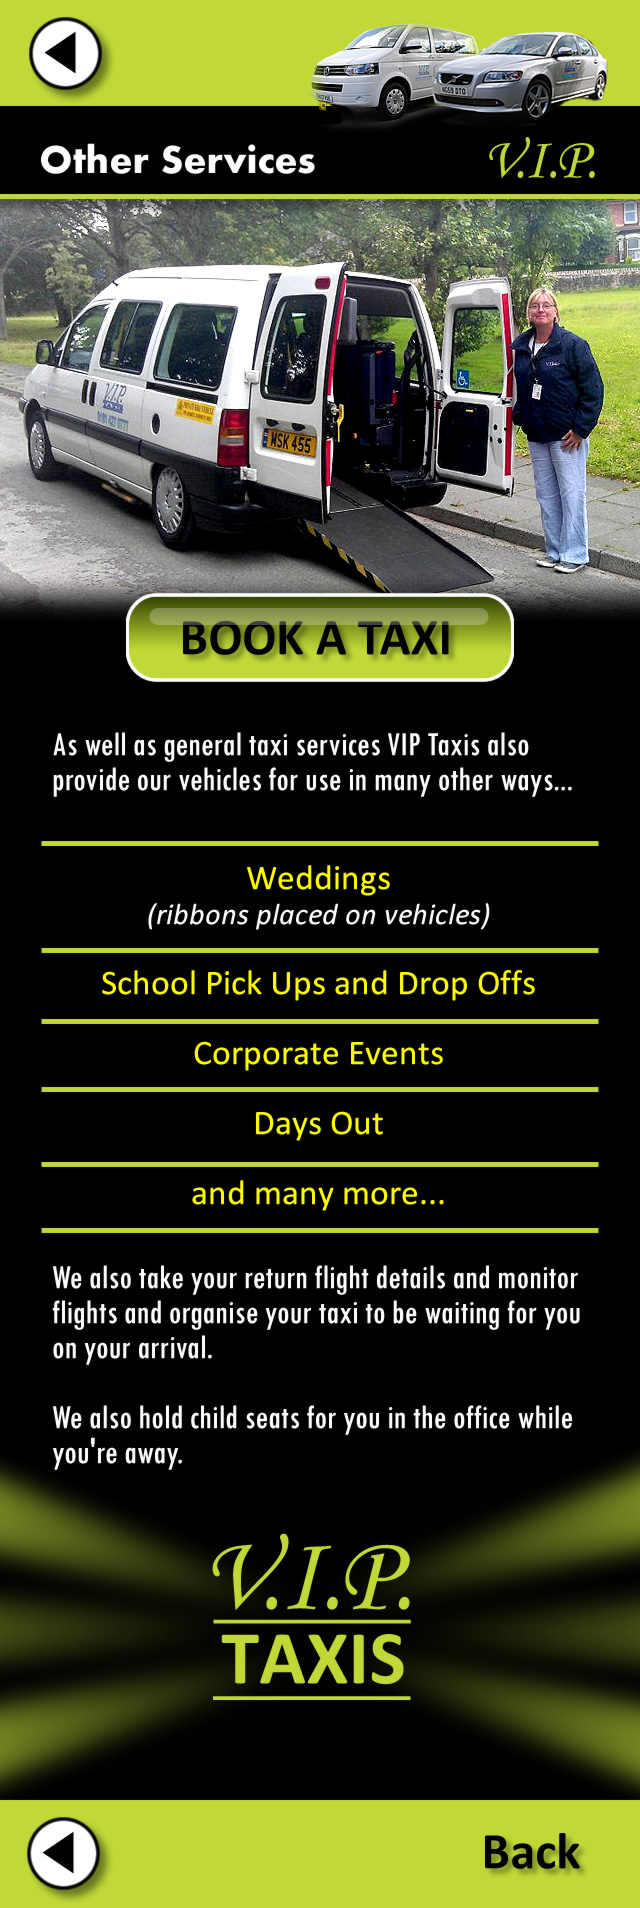 Other Services
V.I.P.
V.I.P.
MSK 455
BOOK A TAXI
As well as general taxi services VIP Taxis also
provide our vehicles for use in many other ways...
Weddings
(ribbons placed on vehicles)
School Pick Ups and Drop Offs
Corporate Events
Days Out
and many more...
We also take your return flight details and monitor
flights and organise your taxi to be waiting for you
on your arrival.
We also hold child seats for you in the office while
you're away.
V.I.P.
TAXIS
Back